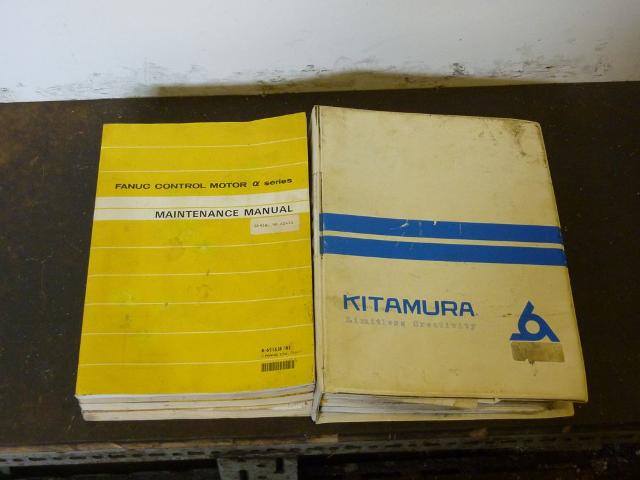 FANUC CONTROL MOTOR α series
MAINTENANCE MANUAL
KITAMURA
Limitless Creativity